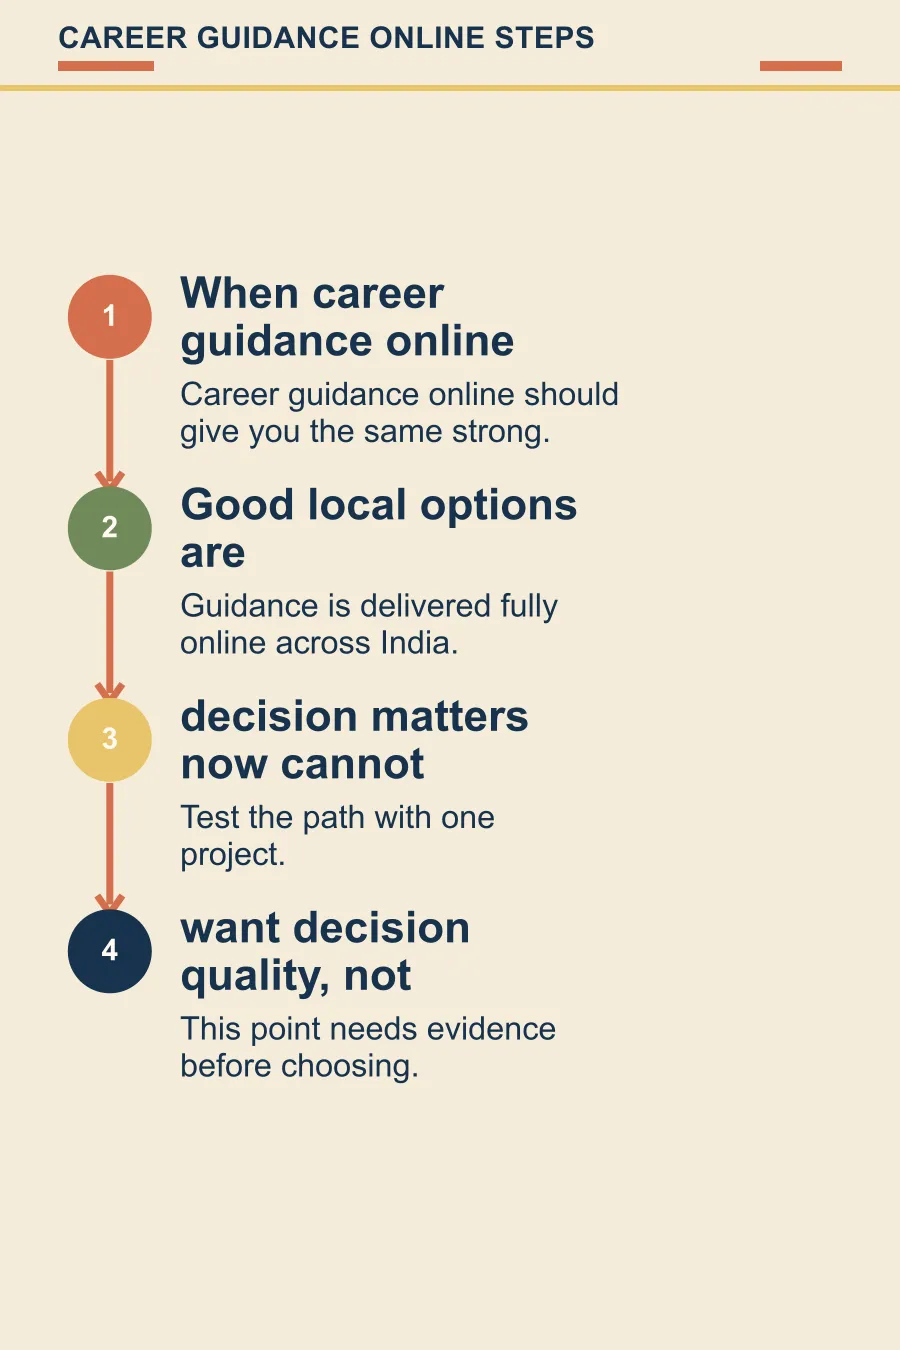 CAREER GUIDANCE ONLINE STEPS
1
When career
guidance online
Career guidance online should
give you the same strong.
2
Good local options
are
Guidance is delivered fully
online across India.
3
decision matters
now cannot
Test the path with one
project.
4
want decision
quality, not
This point needs evidence
before choosing.